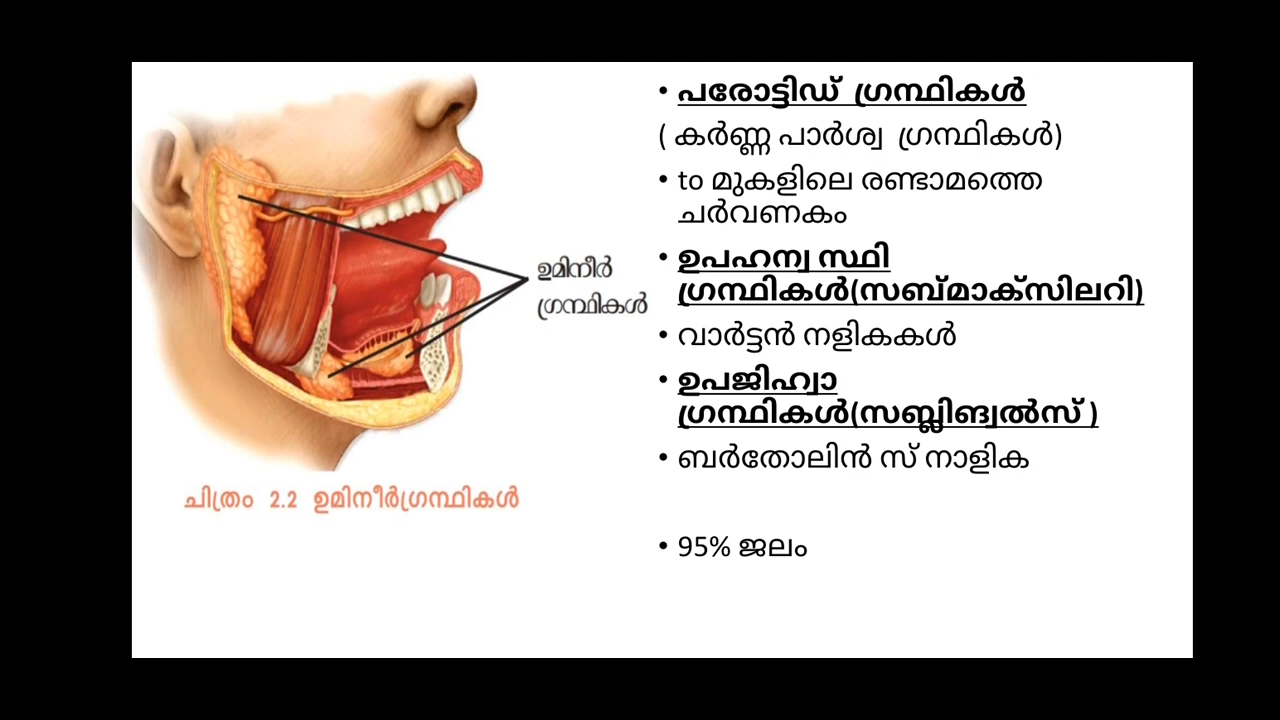 ഉമിനീർ
ഗ്രന്ഥികൾ
ചിത്രം 2.2 ഉമിനീർഗ്രന്ഥികൾ
• പരോട്ടിഡ് ഗ്രന്ഥികൾ
( കർണ്ണ പാർശ്വ ഗ്രന്ഥികൾ)
• to മുകളിലെ രണ്ടാമത്തെ
ചർവണകം
• ഉപഹന്വ സ്ഥി
ഗ്രന്ഥികൾ(സബ്മാക്സിലറി)
• വാർട്ടൻ നളികകൾ
• ഉപജിഹ്വാ
ഗ്രന്ഥികൾ(സബ്ലിങ്വൽസ് )
• ബർതോലിൻ സ് നാളിക
• 95% ജലം